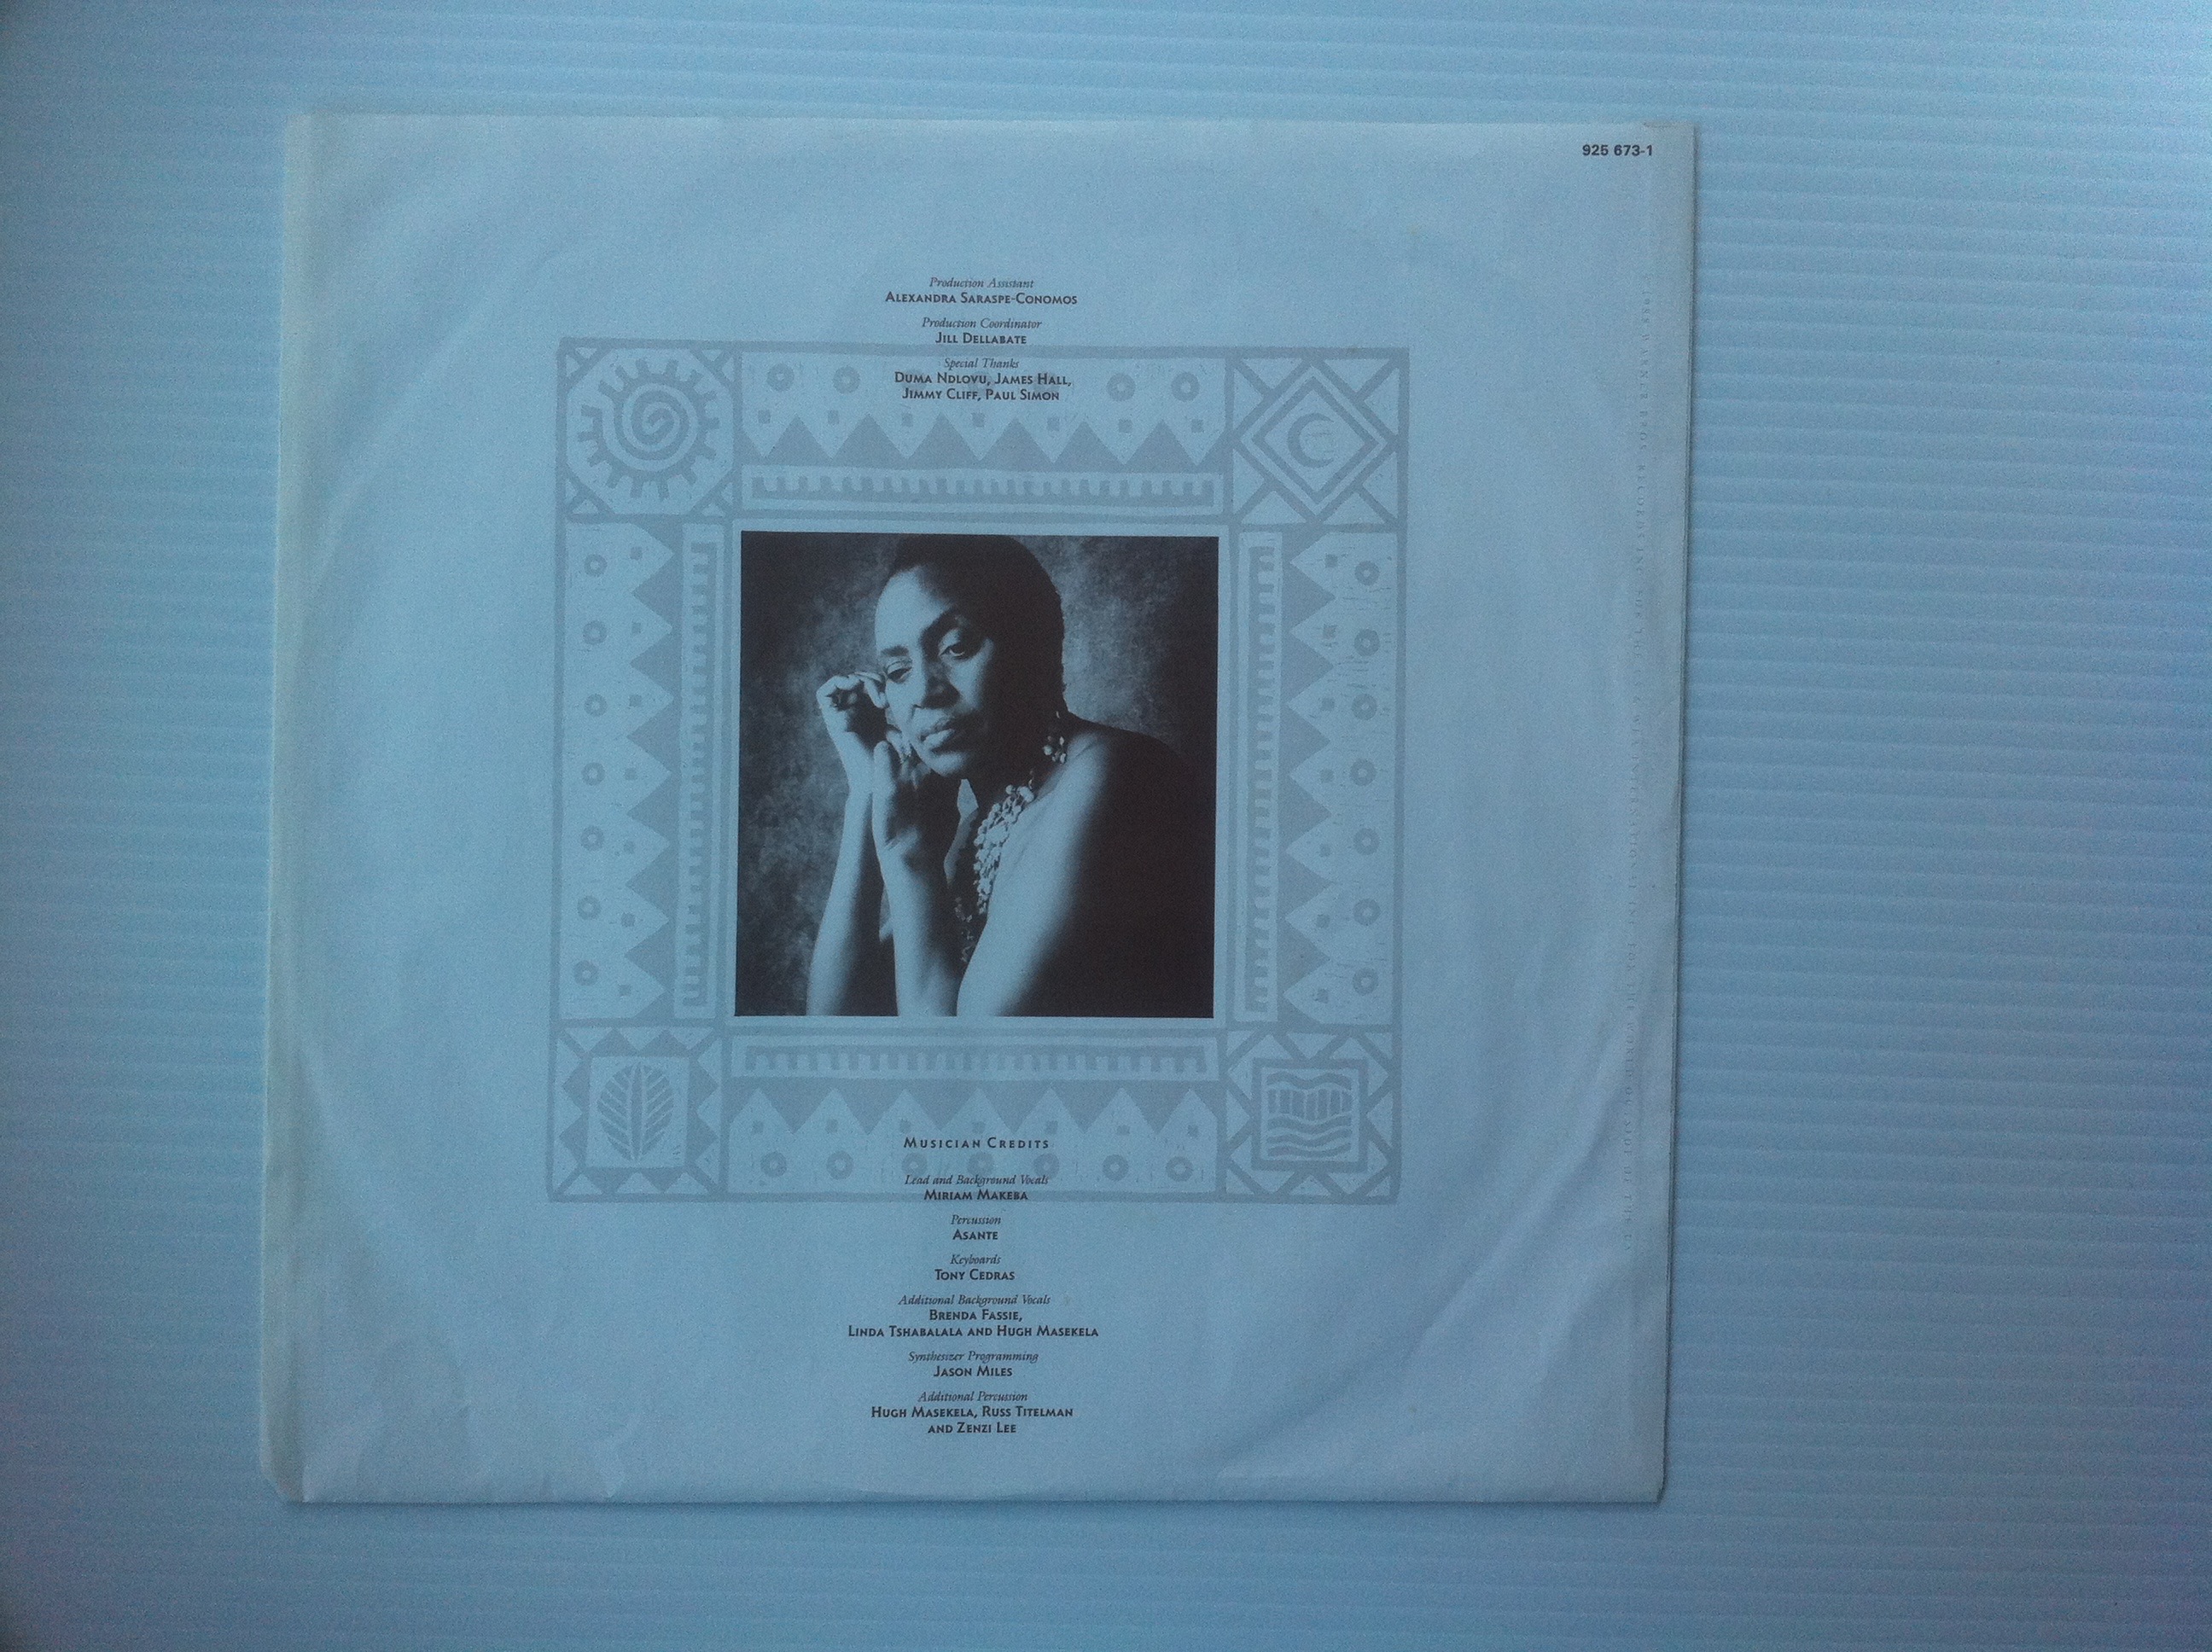 925 673-1
Production Assistant
ALEXANDRA SARASPE-CONOMOS
Production Coordinator
JILL DELLABATE
Special Thanks
DUMA NDLOVU, JAMES HALL,
JIMMY CLIFF, PAUL SIMON
MUSICIAN CREDITS
Lead and Background Vocals
MIRIAM MAKEBA
Percussion
ASANTE
Keyboards
TONY CEDRAS
Additional Background Vocals
BRENDA FASSIE,
LINDA TSHABALALA AND HUGH MASEKELA
Synthesizer Programming
JASON MILES
Additional Percussion
HUGH MASEKELA, RUSS TITELMAN
AND ZENZI LEE